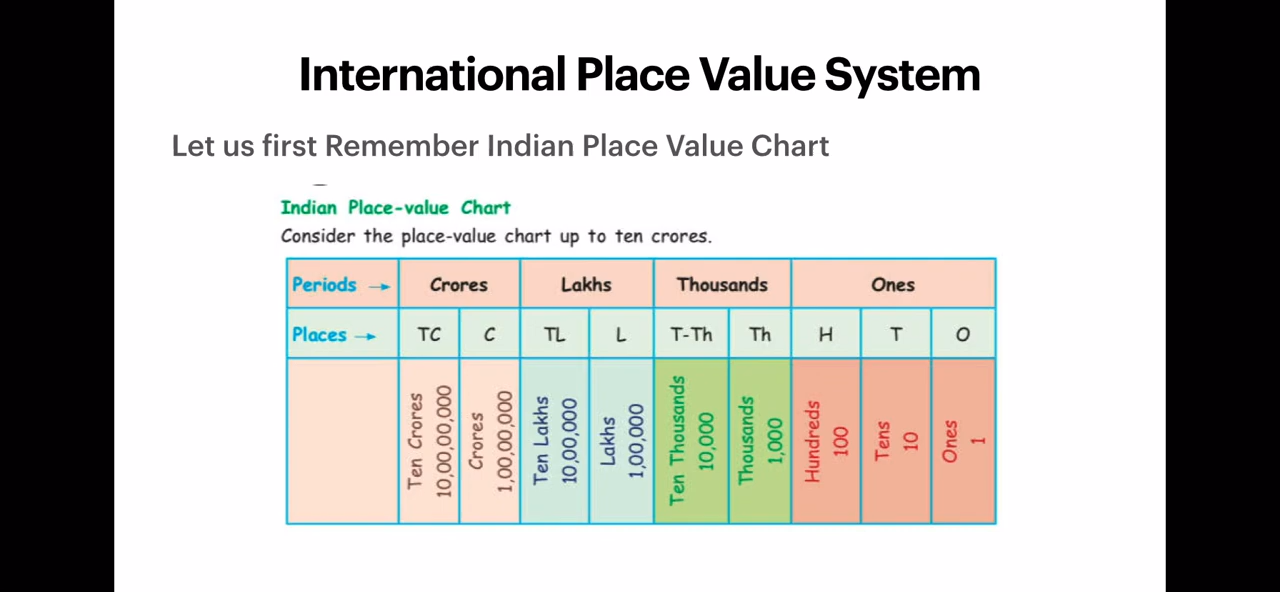 International Place Value System
Let us first Remember Indian Place Value Chart
Indian Place-value Chart
Consider the place-value chart up to ten crores.
Periods → Crores Lakhs Thousands Ones
Places → TC C TL L T-Th Th H T O
Ten Crores
10,00,00,000
Crores
1,00,00,000
Ten Lakhs
10,00,000
Lakhs
1,00,000
Ten Thousands
10,000
Thousands
1,000
Hundreds
100
Tens
10
Ones
1